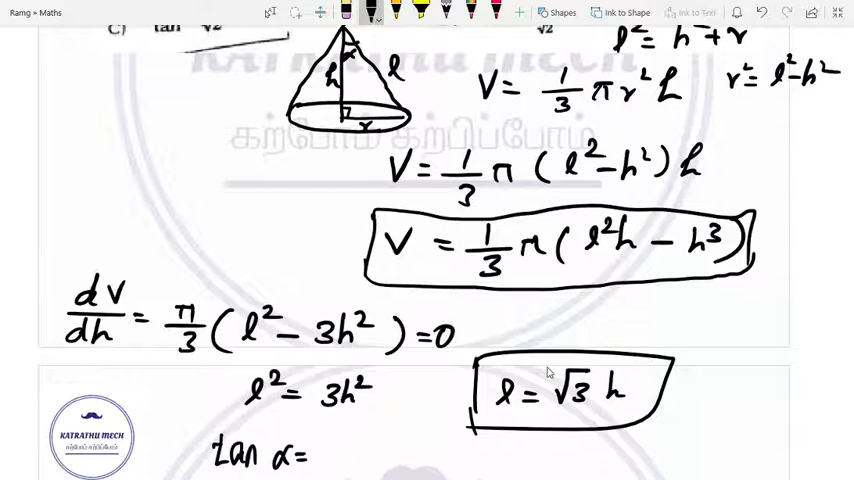 Ramg » Maths
Shapes
Ink to Shape
Ink to Text
C) tan √2
√2
l² = h² + r
α
h
l
r
V = 1/3 π r² h
r² = l² - h²
கற்போம் கற்பிப்போம்
V = 1/3 π (l² - h²) h
V = 1/3 π (l²h - h³)
dV/dh = π/3 (l² - 3h²) = 0
l² = 3h²
l = √3 h
KATRATHU MECH
கற்போம் கற்பிப்போம்
tan α =